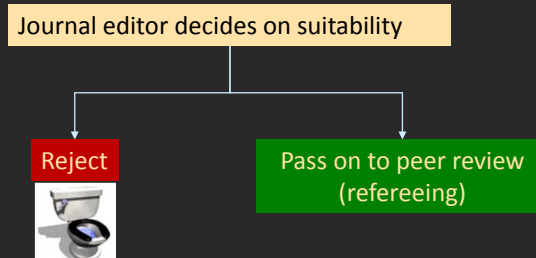 Journal editor decides on suitability
Reject
Pass on to peer review
(refereeing)